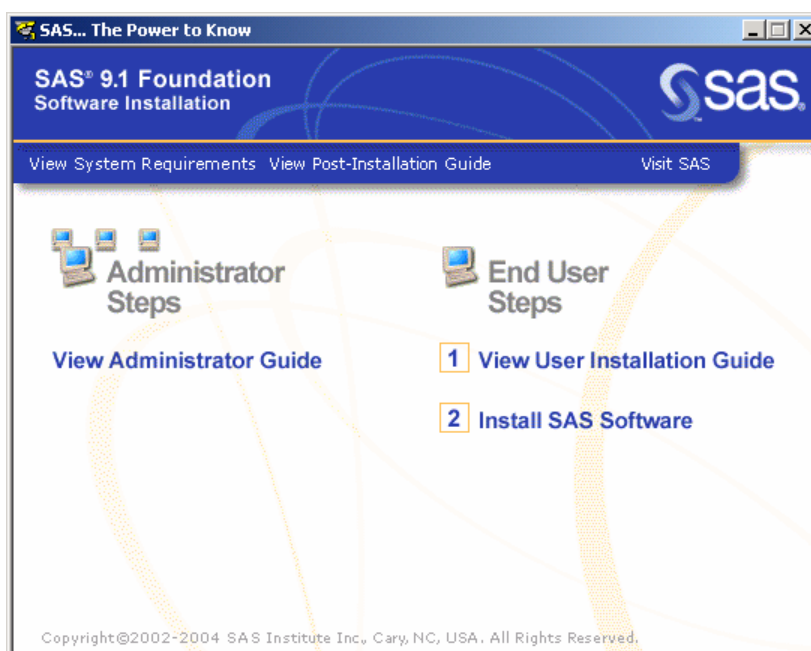 SAS... The Power to Know
SAS® 9.1 Foundation
Software Installation
sas.
View System Requirements View Post-Installation Guide Visit SAS
Administrator
Steps
View Administrator Guide
End User
Steps
1 View User Installation Guide
2 Install SAS Software
Copyright©2002-2004 SAS Institute Inc., Cary, NC, USA. All Rights Reserved.